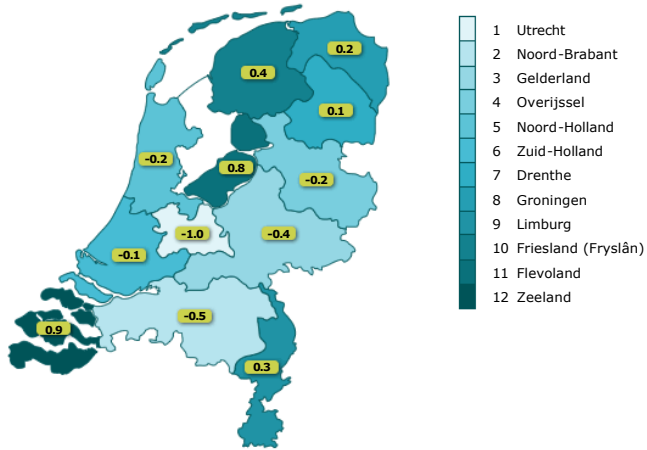 0.2
0.4
0.1
-0.2
0.8
-0.2
-1.0
-0.4
-0.1
-0.5
0.9
0.3
1 Utrecht
2 Noord-Brabant
3 Gelderland
4 Overijssel
5 Noord-Holland
6 Zuid-Holland
7 Drenthe
8 Groningen
9 Limburg
10 Friesland (Fryslân)
11 Flevoland
12 Zeeland